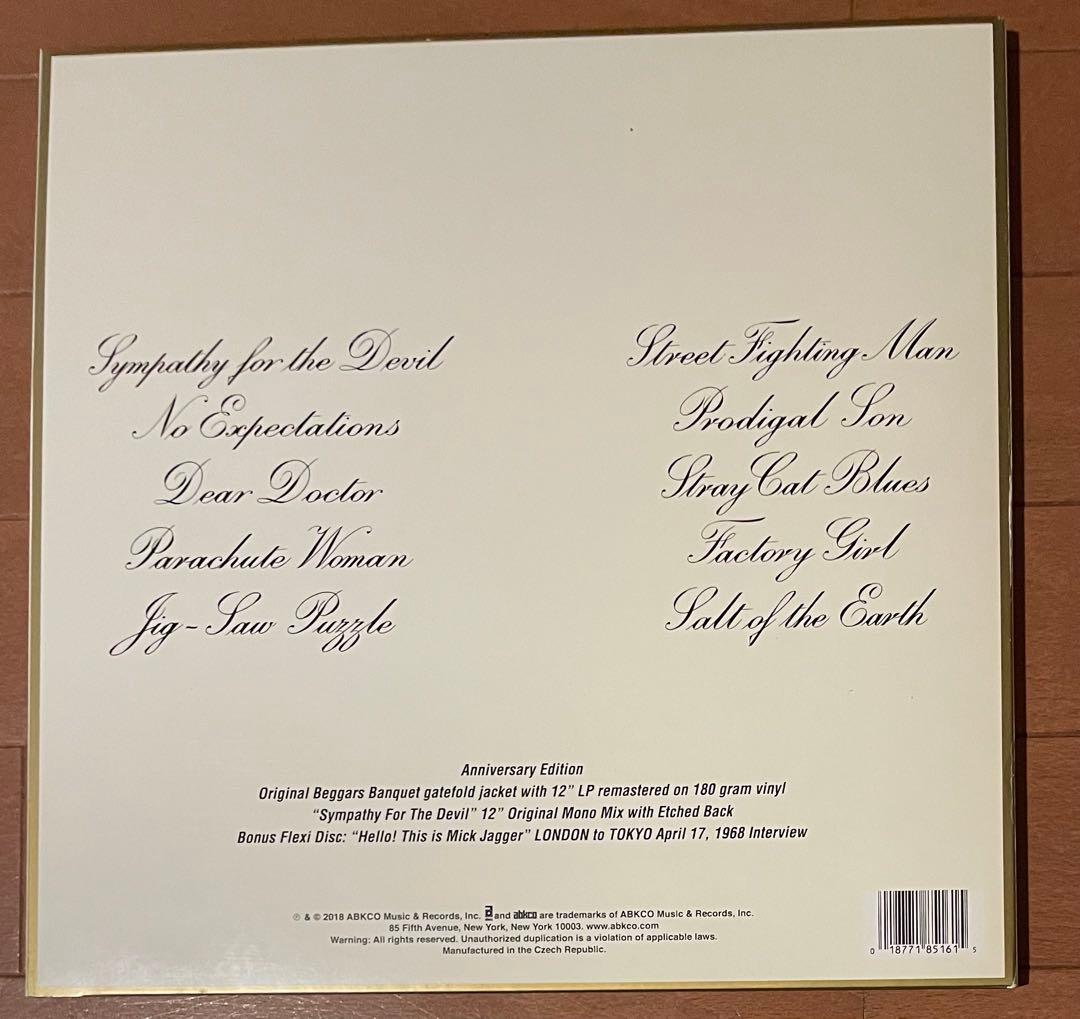 Sympathy for the Devil
No Expectations
Dear Doctor
Parachute Woman
Jig-Saw Puzzle
Street Fighting Man
Prodigal Son
Stray Cat Blues
Factory Girl
Salt of the Earth
Anniversary Edition
Original Beggars Banquet gatefold jacket with 12” LP remastered on 180 gram vinyl
“Sympathy For The Devil” 12” Original Mono Mix with Etched Back
Bonus Flexi Disc: “Hello! This is Mick Jagger” LONDON to TOKYO April 17, 1968 Interview
℗ & © 2018 ABKCO Music & Records, Inc. a and abkco are trademarks of ABKCO Music & Records, Inc.
85 Fifth Avenue, New York, New York 10003. www.abkco.com
Warning: All rights reserved. Unauthorized duplication is a violation of applicable laws.
Manufactured in the Czech Republic.
0 18771 85161 5